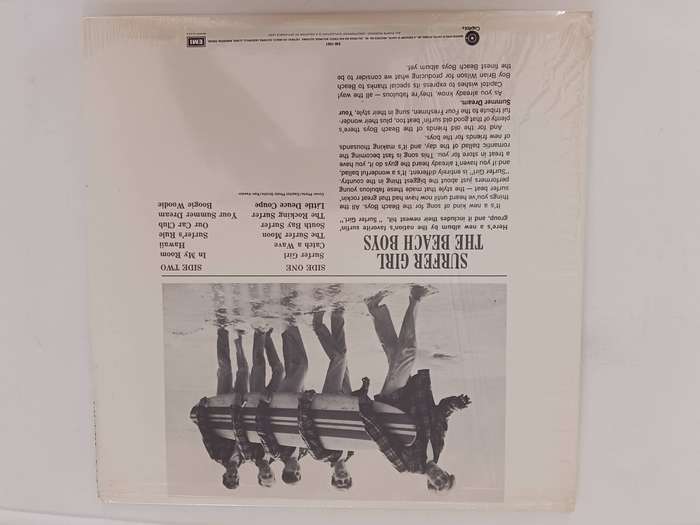 SURFER GIRL
THE BEACH BOYS
SIDE ONE
Surfer Girl
Catch a Wave
The Surfer Moon
South Bay Surfer
The Rocking Surfer
Little Deuce Coupe
SIDE TWO
In My Room
Hawaii
Surfer's Rule
Our Car Club
Your Summer Dream
Boogie Woodie
Here's a new album by the nation's favorite surfin'
group, and it includes their newest hit, "Surfer Girl."
It's a new kind of song for the Beach Boys. All the
things you've heard until now have had that great rockin'
surfer beat — the style that made these fabulous young
performers just about the biggest thing in the country.
"Surfer Girl" is entirely different. It's a wonderful ballad,
and if you haven't already heard the guys do it, you have
a treat in store for you. This song is fast becoming the
romantic ballad of the day, and it's making thousands
of new friends for the boys.
And for the old friends of the Beach Boys there's
plenty of that good old surfin' beat too, plus their wonder-
ful tribute to the Four Freshmen, sung in their style, Your
Summer Dream.
As you already know, they're fabulous — all the way!
Capitol wishes to express its special thanks to Beach
Boy Brian Wilson for producing what we consider to be
the finest Beach Boys album yet.
Capitol
EMI